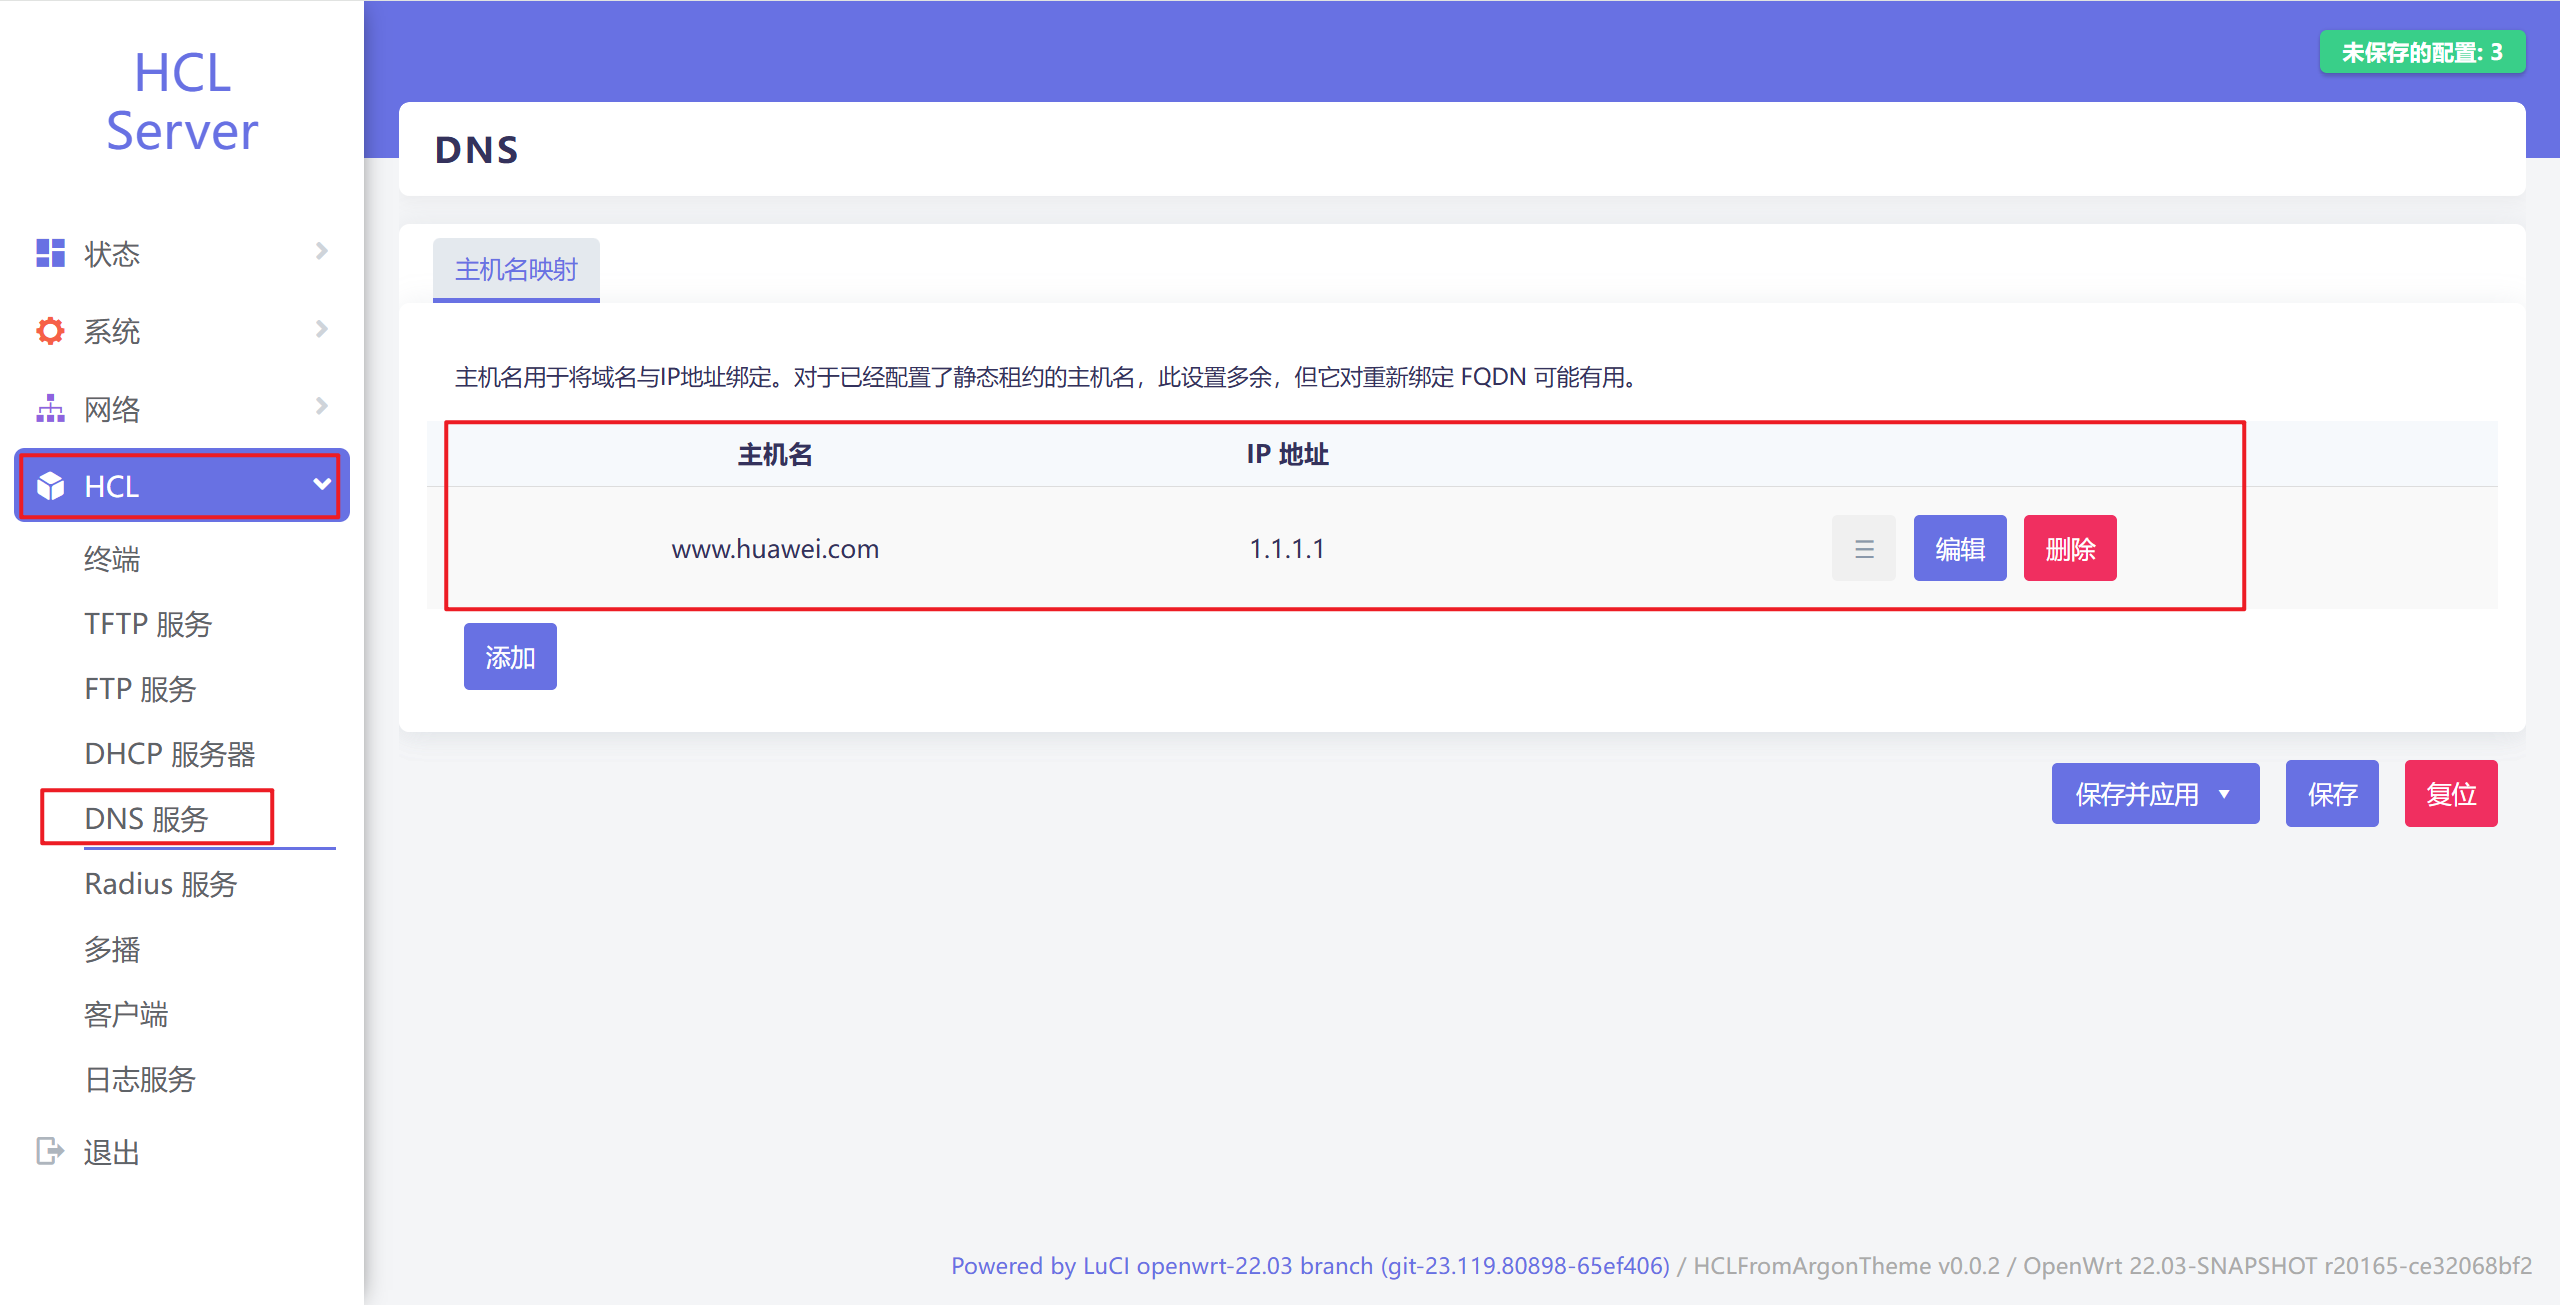 HCL
Server
状态
系统
网络
HCL
终端
TFTP 服务
FTP 服务
DHCP 服务器
DNS 服务
Radius 服务
多播
客户端
日志服务
退出
未保存的配置: 3
DNS
主机名映射
主机名用于将域名与IP地址绑定。对于已经配置了静态租约的主机名，此设置多余，但它对重新绑定 FQDN 可能有用。
主机名 IP 地址
www.huawei.com 1.1.1.1 ☰ 编辑 删除
添加
保存并应用 ▼ 保存 复位
Powered by LuCI openwrt-22.03 branch (git-23.119.80898-65ef406) / HCLFromArgonTheme v0.0.2 / OpenWrt 22.03-SNAPSHOT r20165-ce32068bf2